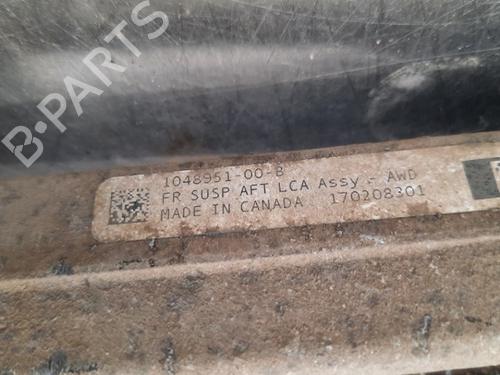 B-PARTS
1048951-00-B
FR SUSP AFT LCA Assy - AWD
MADE IN CANADA 170208301